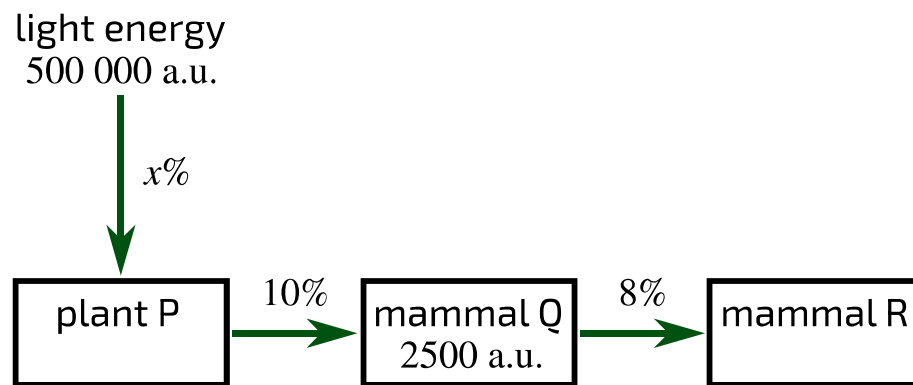 light energy
500 000 a.u.
x%
plant P
10%
mammal Q
2500 a.u.
8%
mammal R